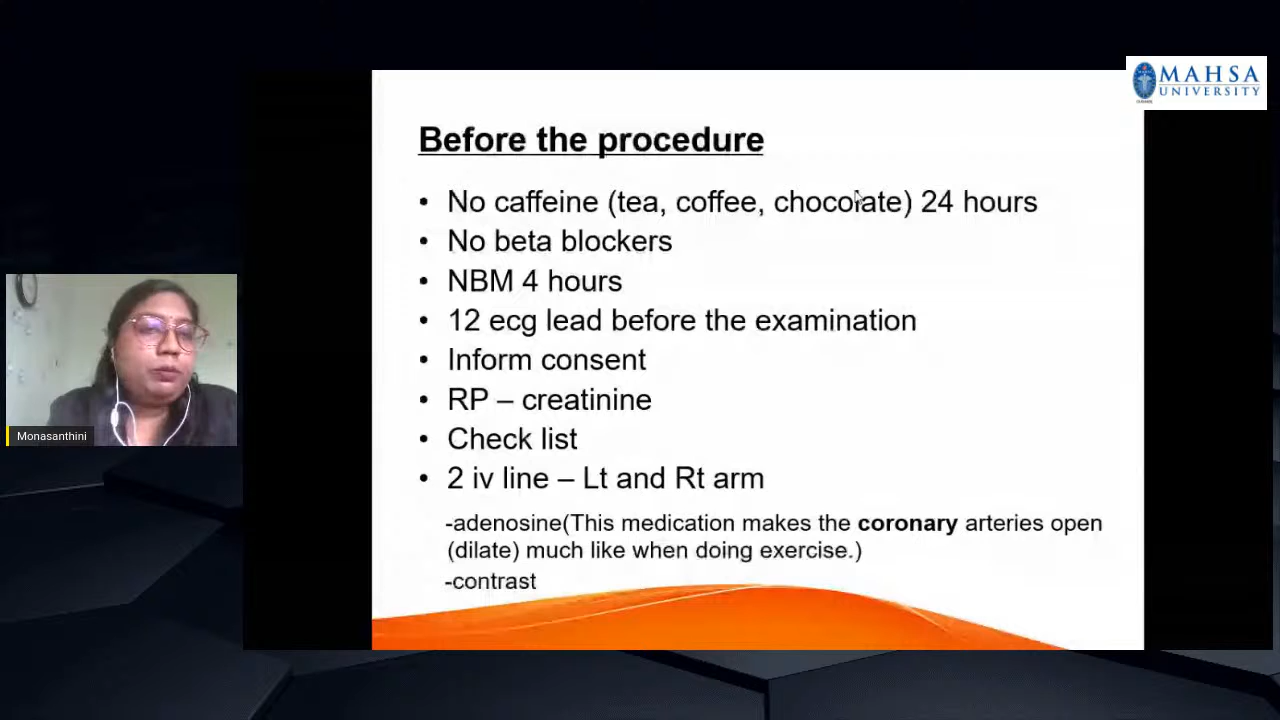 MAHSA
UNIVERSITY
Before the procedure
• No caffeine (tea, coffee, chocolate) 24 hours
• No beta blockers
• NBM 4 hours
• 12 ecg lead before the examination
• Inform consent
• RP – creatinine
• Check list
• 2 iv line – Lt and Rt arm
-adenosine(This medication makes the coronary arteries open
(dilate) much like when doing exercise.)
-contrast
Monasanthini